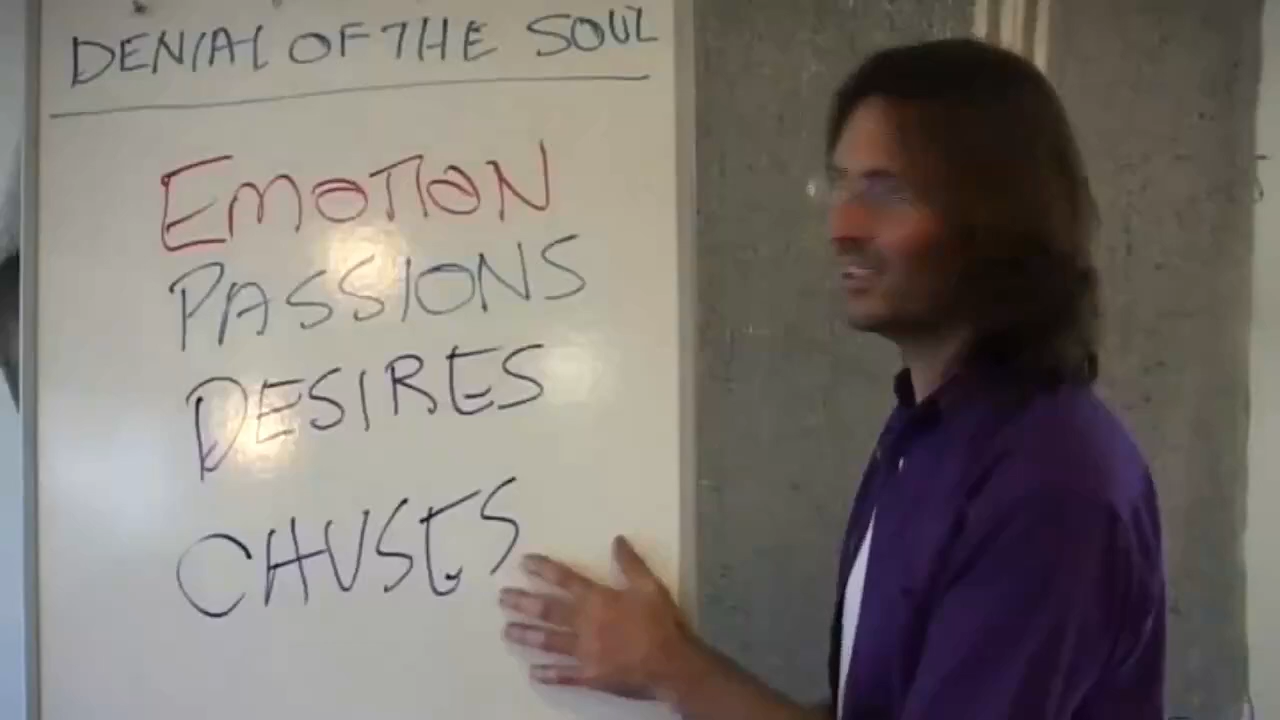 DENIAL OF THE SOUL
EMOTION
PASSIONS
DESIRES
CAUSES